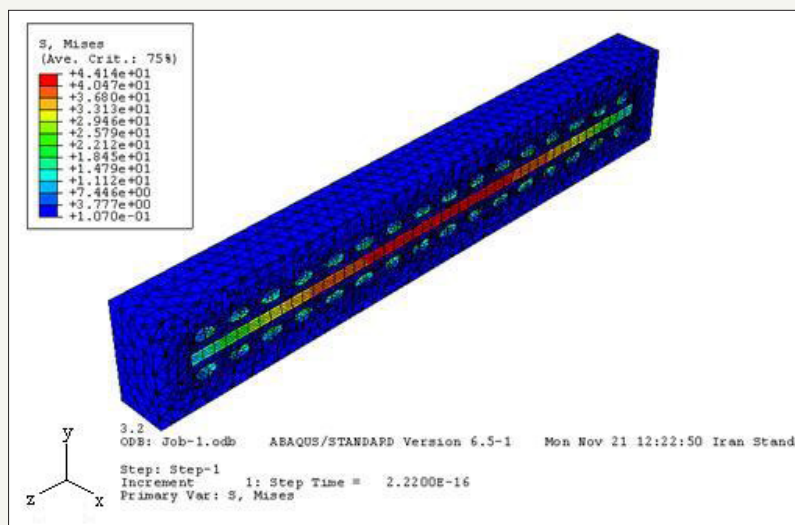 S, Mises
(Ave. Crit.: 75%)
+4.414e+01
+4.047e+01
+3.680e+01
+3.313e+01
+2.946e+01
+2.579e+01
+2.212e+01
+1.845e+01
+1.479e+01
+1.112e+01
+7.446e+00
+3.777e+00
+1.070e-01
3.2
ODB: Job-1.odb ABAQUS/STANDARD Version 6.5-1 Mon Nov 21 12:22:50 Iran Stand
Step: Step-1
Increment 1: Step Time = 2.2200E-16
Primary Var: S, Mises
y
z x